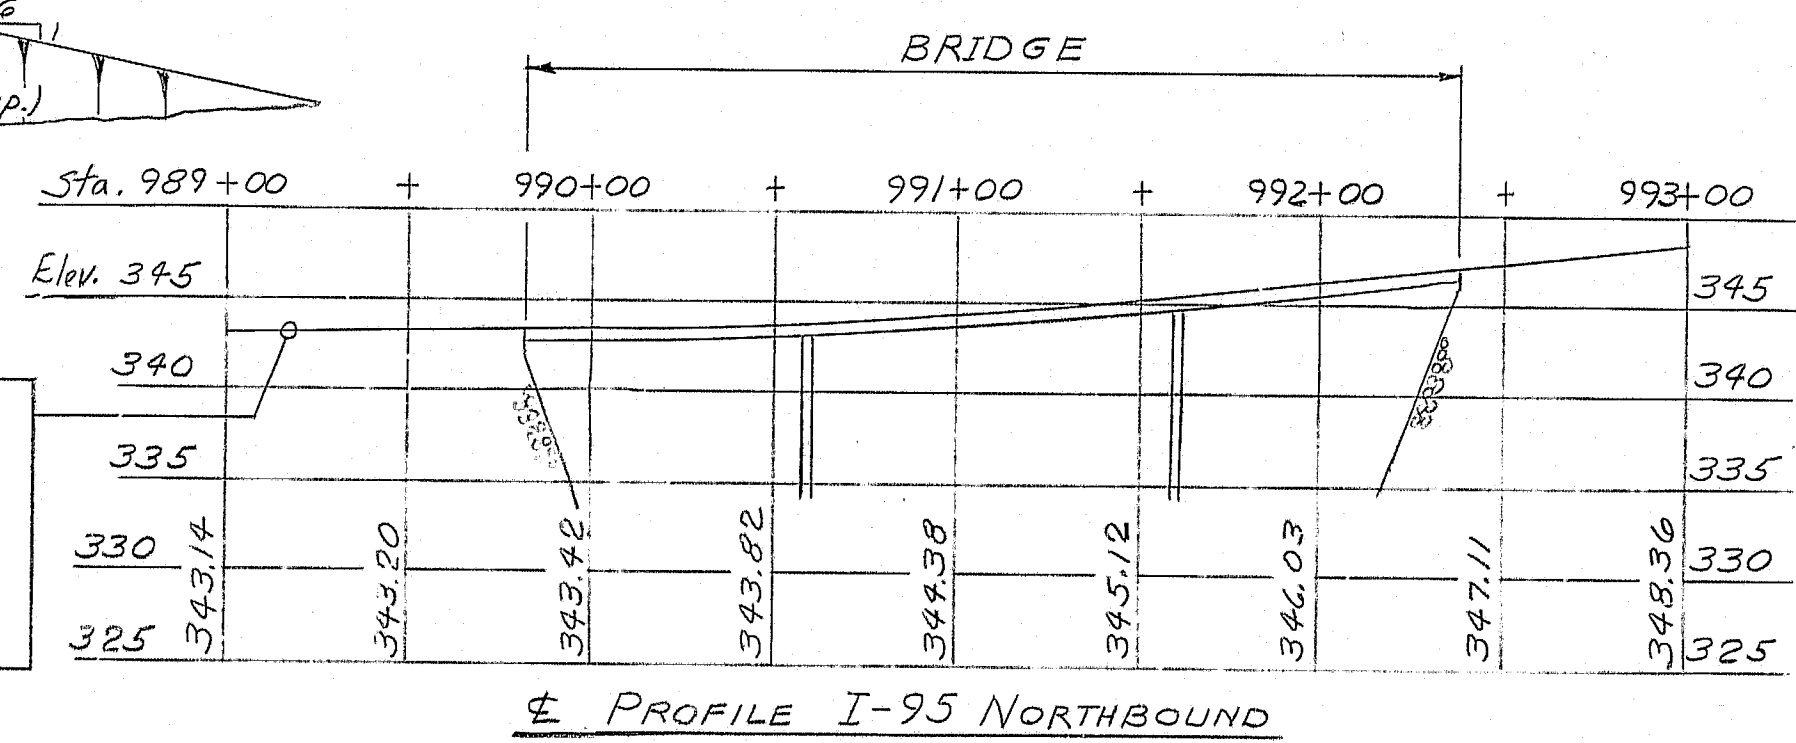 6
1
p.)
BRIDGE
Sta. 989+00 + 990+00 + 991+00 + 992+00 + 993+00
Elev. 345 345
340 340
335 335
330 330
325 325
343.14 343.20 343.42 343.82 344.38 345.12 346.03 347.11 348.36
℄ PROFILE I-95 NORTHBOUND